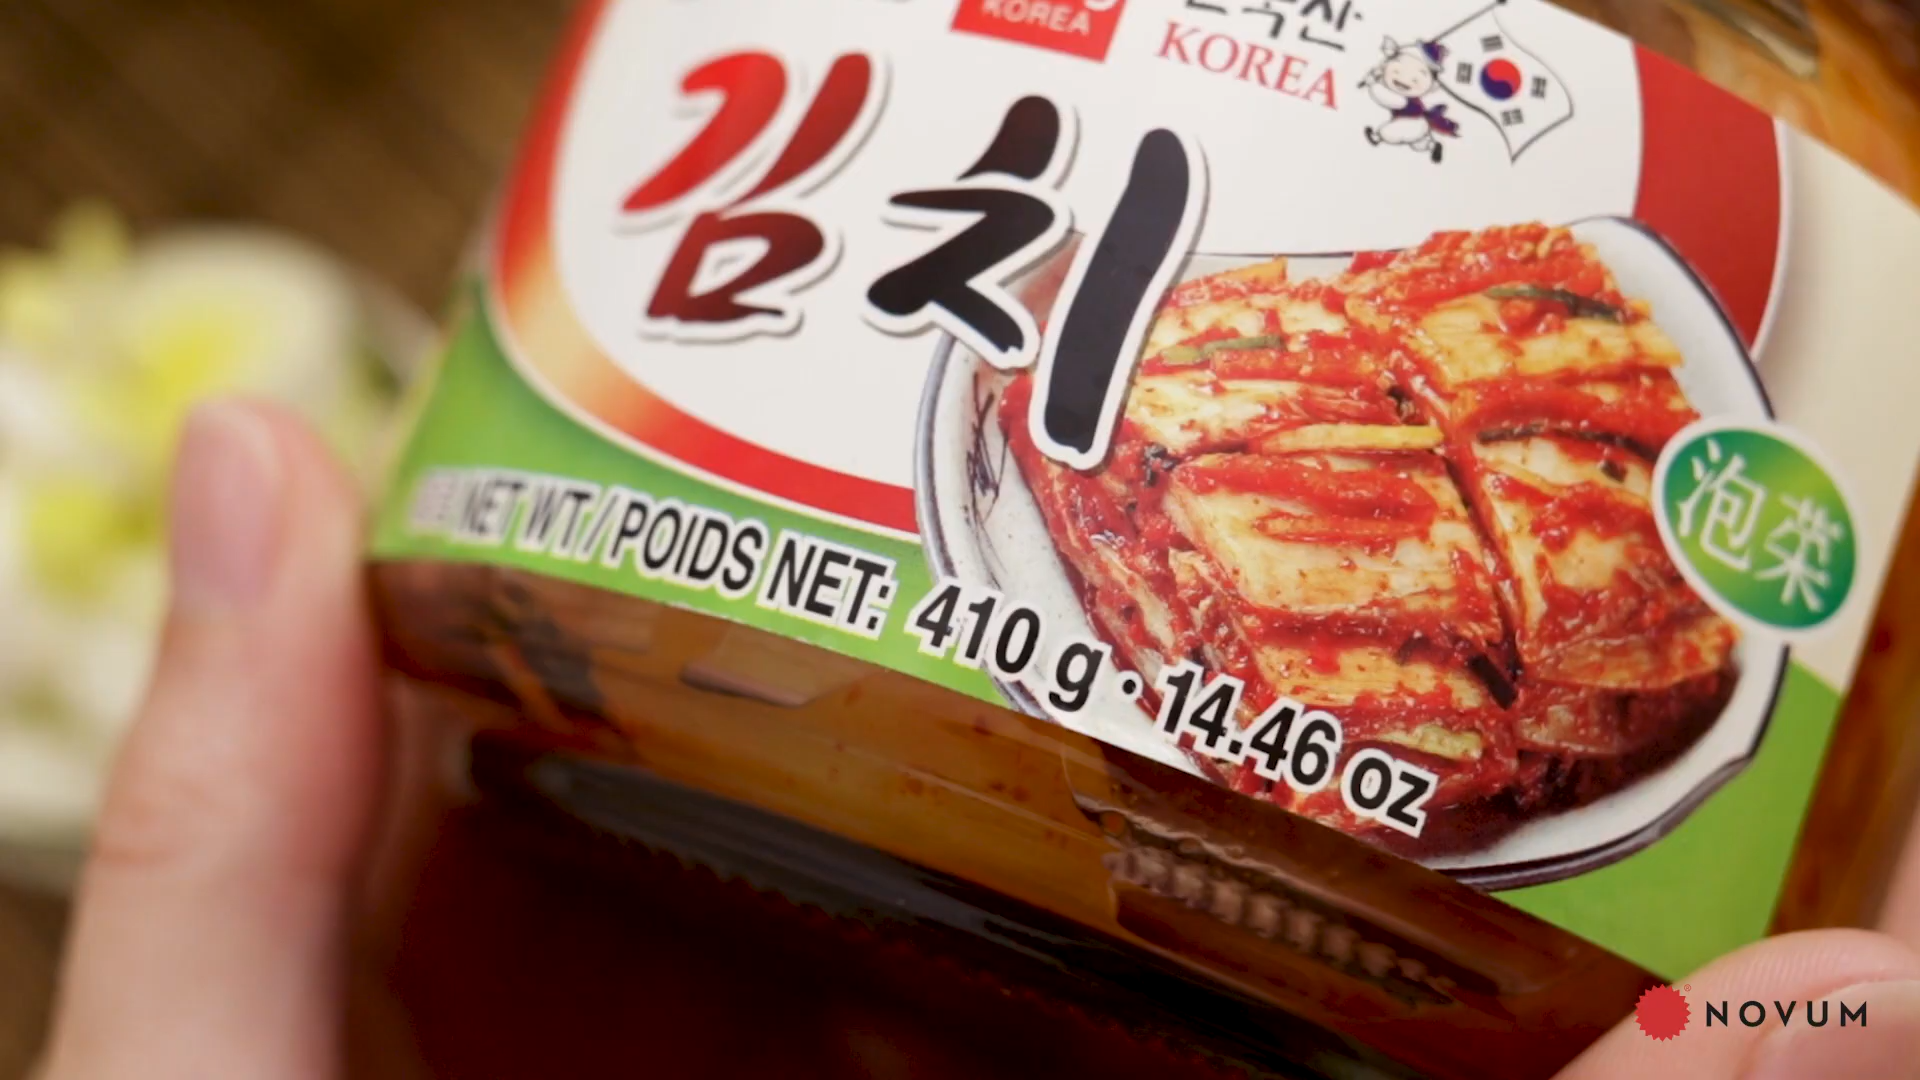 KOREA
KOREA
김치
泡菜
NET WT/POIDS NET: 410 g · 14.46 oz
NOVUM